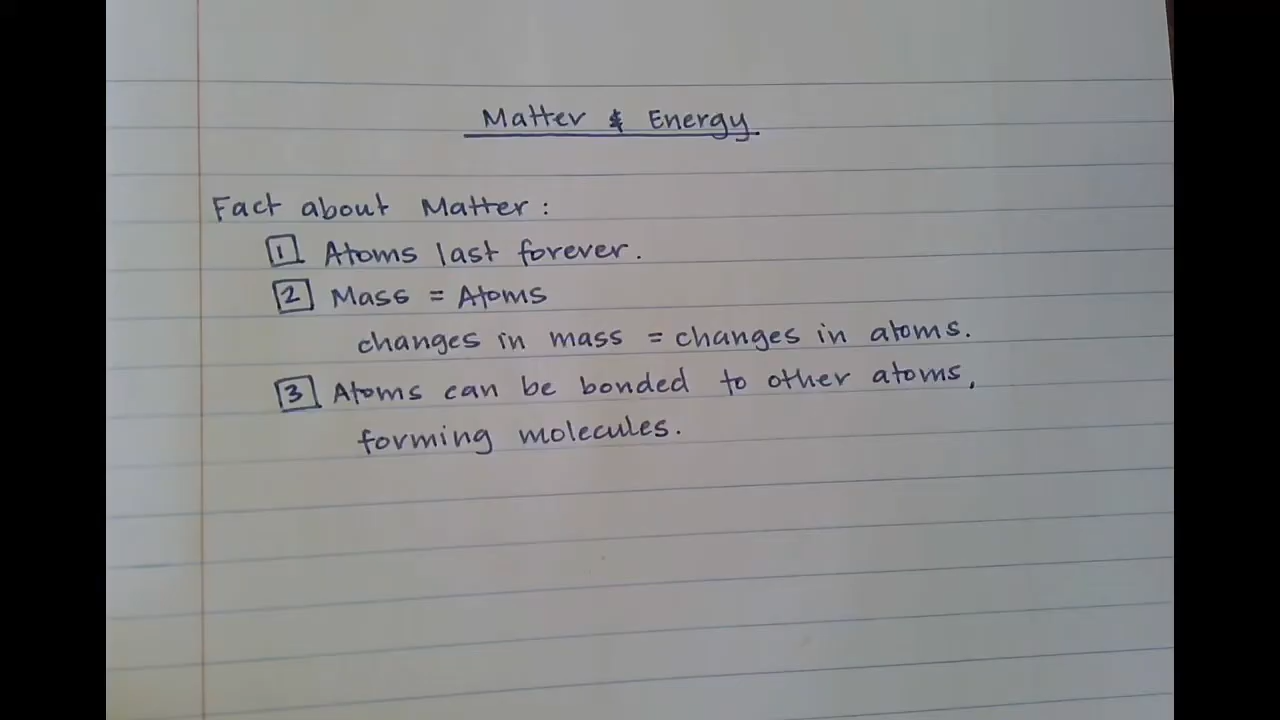 Matter & Energy
Fact about Matter:
1 Atoms last forever.
2 Mass = Atoms
changes in mass = changes in atoms.
3 Atoms can be bonded to other atoms,
forming molecules.